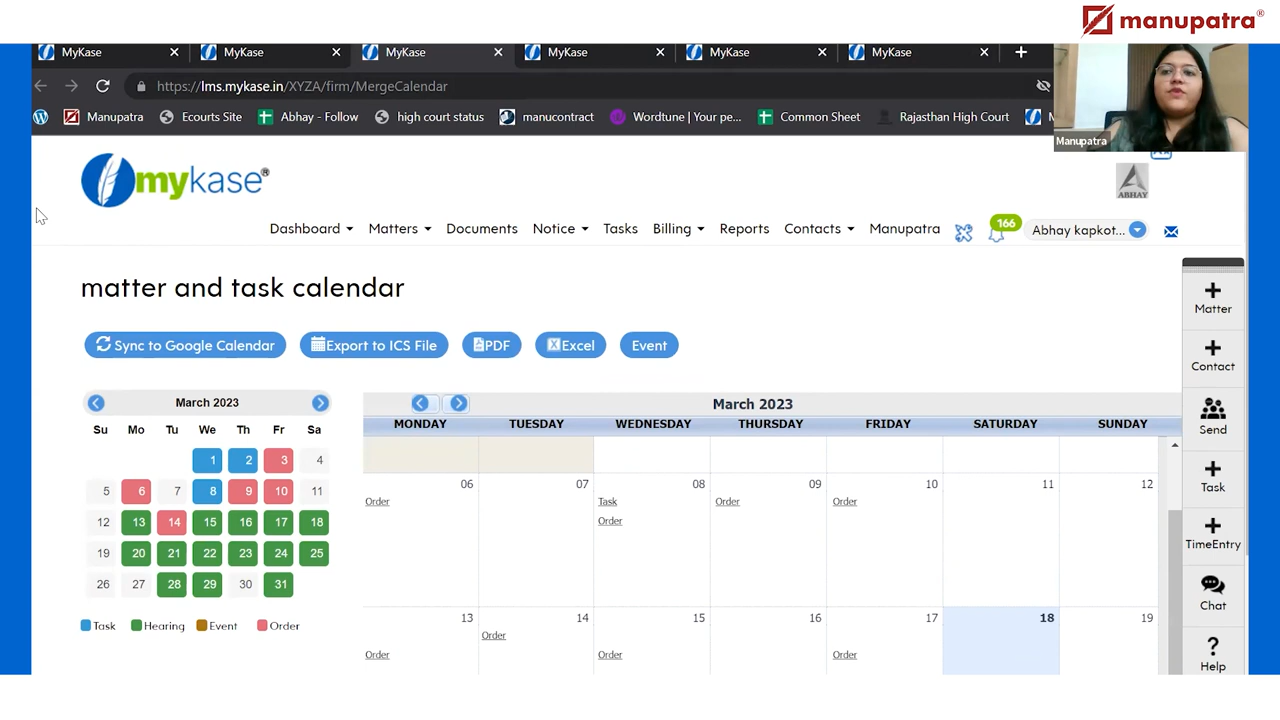 manupatra®
MyKase
MyKase
MyKase
MyKase
MyKase
MyKase
https://lms.mykase.in/XYZA/firm/MergeCalendar
Manupatra
Ecourts Site
Abhay - Follow
high court status
manucontract
Wordtune | Your pe...
Common Sheet
Rajasthan High Court
Manupatra
mykase®
ABHAY
Dashboard
Matters
Documents
Notice
Tasks
Billing
Reports
Contacts
Manupatra
166
Abhay kapkot...
matter and task calendar
Sync to Google Calendar
Export to ICS File
PDF
Excel
Event
March 2023
Su Mo Tu We Th Fr Sa
1 2 3 4
5 6 7 8 9 10 11
12 13 14 15 16 17 18
19 20 21 22 23 24 25
26 27 28 29 30 31
Task Hearing Event Order
March 2023
MONDAY TUESDAY WEDNESDAY THURSDAY FRIDAY SATURDAY SUNDAY
06 07 08 09 10 11 12
Order Task Order Order
Order
13 14 15 16 17 18 19
Order
Order Order Order
Matter
Contact
Send
Task
TimeEntry
Chat
?
Help